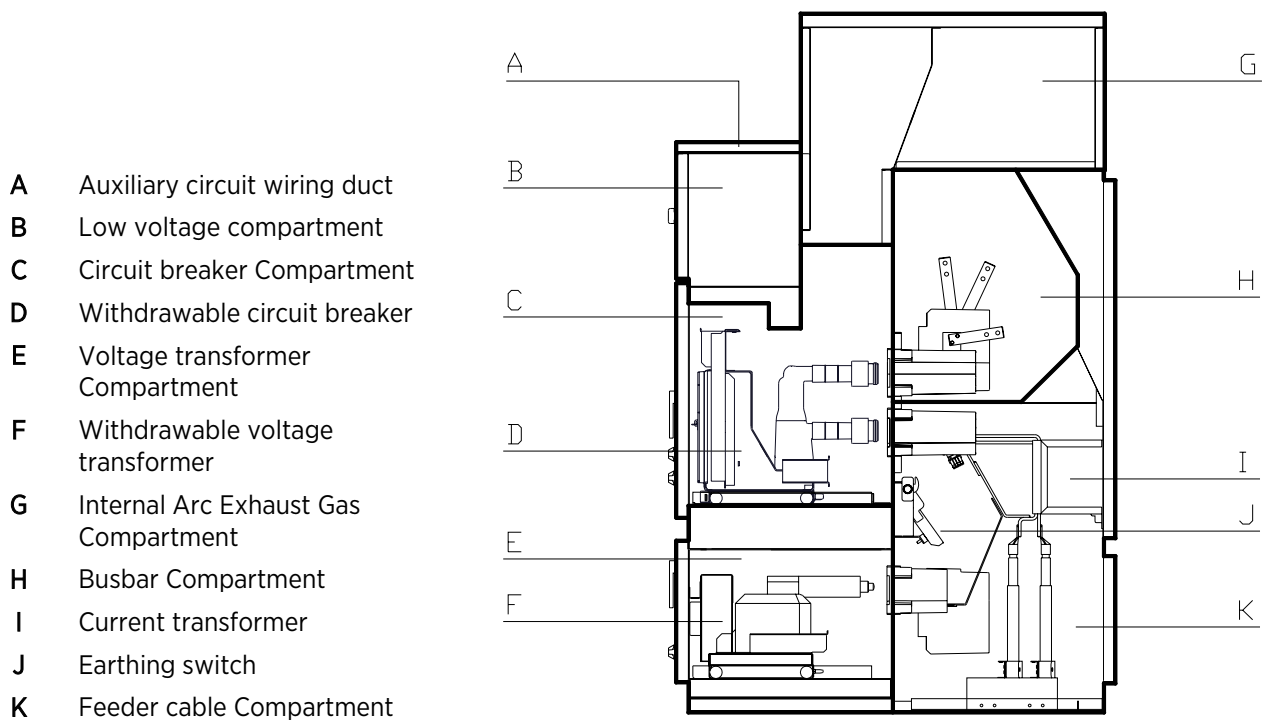 A Auxiliary circuit wiring duct
B Low voltage compartment
C Circuit breaker Compartment
D Withdrawable circuit breaker
E Voltage transformer
Compartment
F Withdrawable voltage
transformer
G Internal Arc Exhaust Gas
Compartment
H Busbar Compartment
I Current transformer
J Earthing switch
K Feeder cable Compartment
A
B
C
D
E
F
G
H
I
J
K